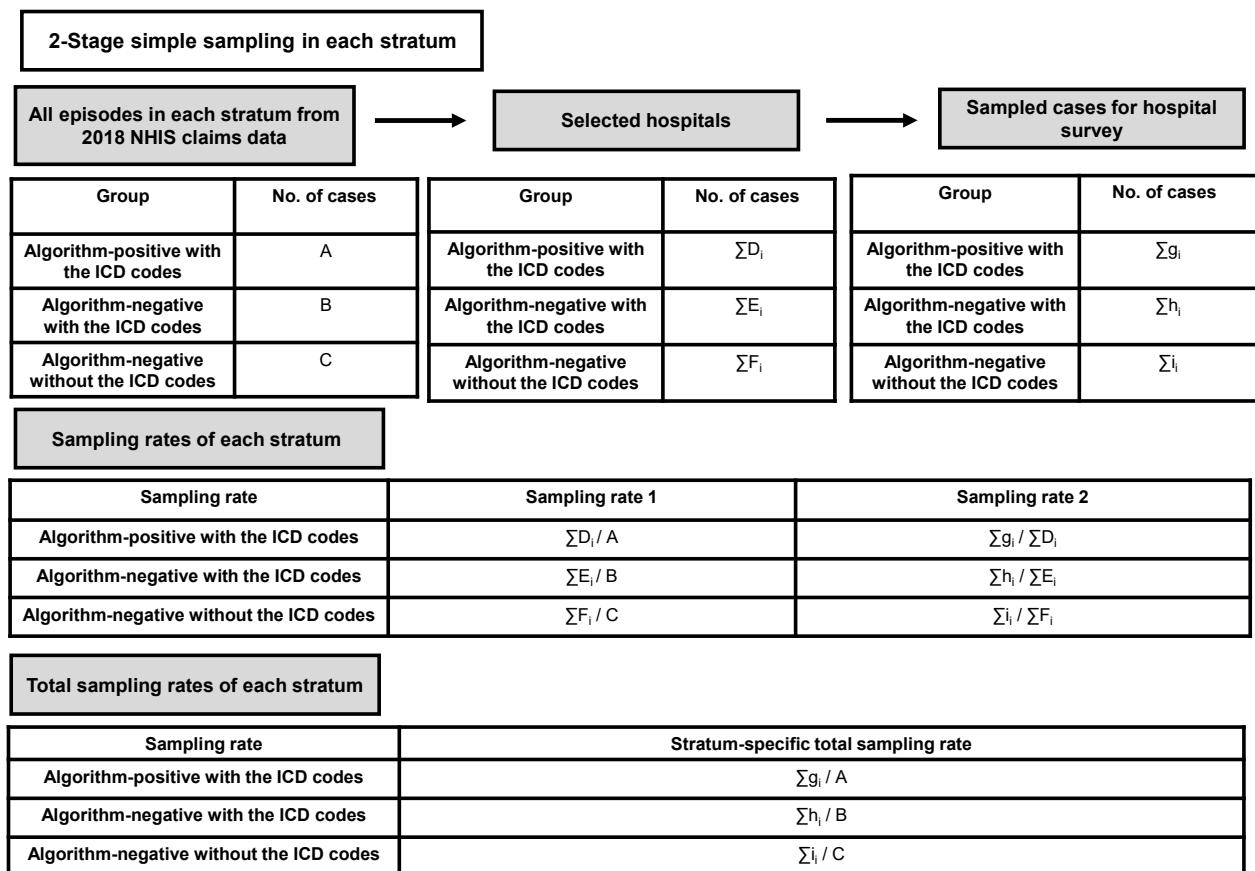 2-Stage simple sampling in each stratum
All episodes in each stratum from
2018 NHIS claims data
Selected hospitals
Sampled cases for hospital
survey
Group No. of cases
Algorithm-positive with
the ICD codes A
Algorithm-negative
with the ICD codes B
Algorithm-negative
without the ICD codes C
Group No. of cases
Algorithm-positive with
the ICD codes ∑Dᵢ
Algorithm-negative with
the ICD codes ∑Eᵢ
Algorithm-negative
without the ICD codes ∑Fᵢ
Group No. of cases
Algorithm-positive with
the ICD codes ∑gᵢ
Algorithm-negative with
the ICD codes ∑hᵢ
Algorithm-negative
without the ICD codes ∑iᵢ
Sampling rates of each stratum
Sampling rate Sampling rate 1 Sampling rate 2
Algorithm-positive with the ICD codes ∑Dᵢ / A ∑gᵢ / ∑Dᵢ
Algorithm-negative with the ICD codes ∑Eᵢ / B ∑hᵢ / ∑Eᵢ
Algorithm-negative without the ICD codes ∑Fᵢ / C ∑iᵢ / ∑Fᵢ
Total sampling rates of each stratum
Sampling rate Stratum-specific total sampling rate
Algorithm-positive with the ICD codes ∑gᵢ / A
Algorithm-negative with the ICD codes ∑hᵢ / B
Algorithm-negative without the ICD codes ∑iᵢ / C